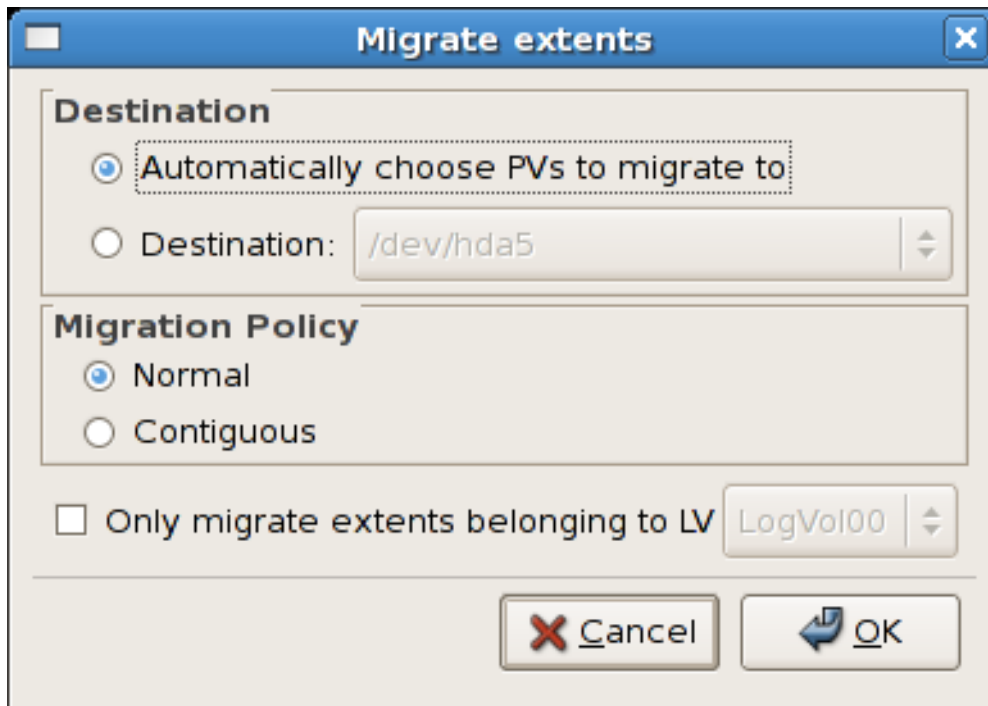 Migrate extents
Destination
Automatically choose PVs to migrate to
Destination: /dev/hda5
Migration Policy
Normal
Contiguous
Only migrate extents belonging to LV LogVol00
Cancel OK